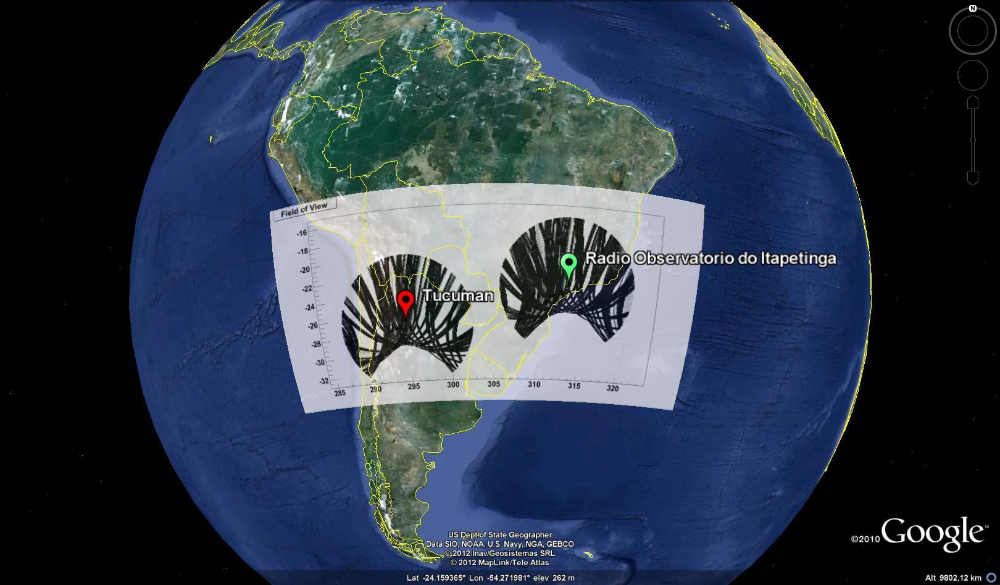 N
Field of View
-16
-18
-20
-22
-24
-26
-28
-30
-32
285
290
295
300
305
310
315
320
Radio Observatorio do Itapetinga
Tucuman
US Dept of State Geographer
Data SIO, NOAA, U.S. Navy, NGA, GEBCO
© 2012 Inav/Geosistemas SRL
© 2012 MapLink/Tele Atlas
©2010 Google™
Lat -24,159365° Lon -54,271981° elev 262 m
Alt 9802,12 km